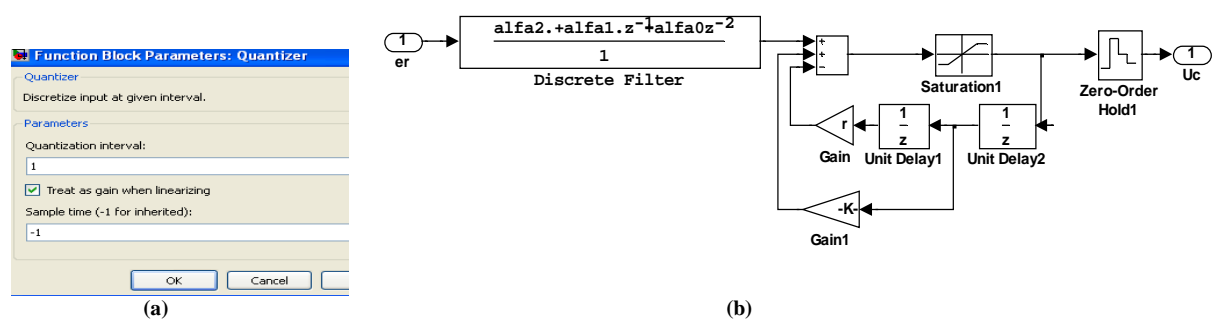 Function Block Parameters: Quantizer
Quantizer
Discretize input at given interval.
Parameters
Quantization interval:
1
Treat as gain when linearizing
Sample time (-1 for inherited):
-1
OK
Cancel
(a)
1
er
alfa2.+alfa1.z^-1+alfa0z^-2
1
Discrete Filter
+
+
−
Saturation1
Zero-Order
Hold1
1
Uc
r
Gain
1
z
Unit Delay1
1
z
Unit Delay2
-K-
Gain1
(b)